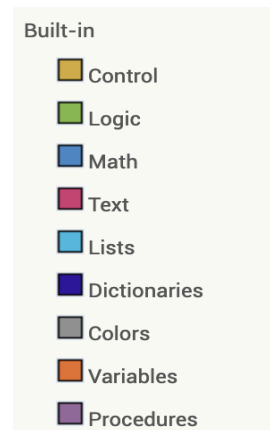 Built-in
Control
Logic
Math
Text
Lists
Dictionaries
Colors
Variables
Procedures